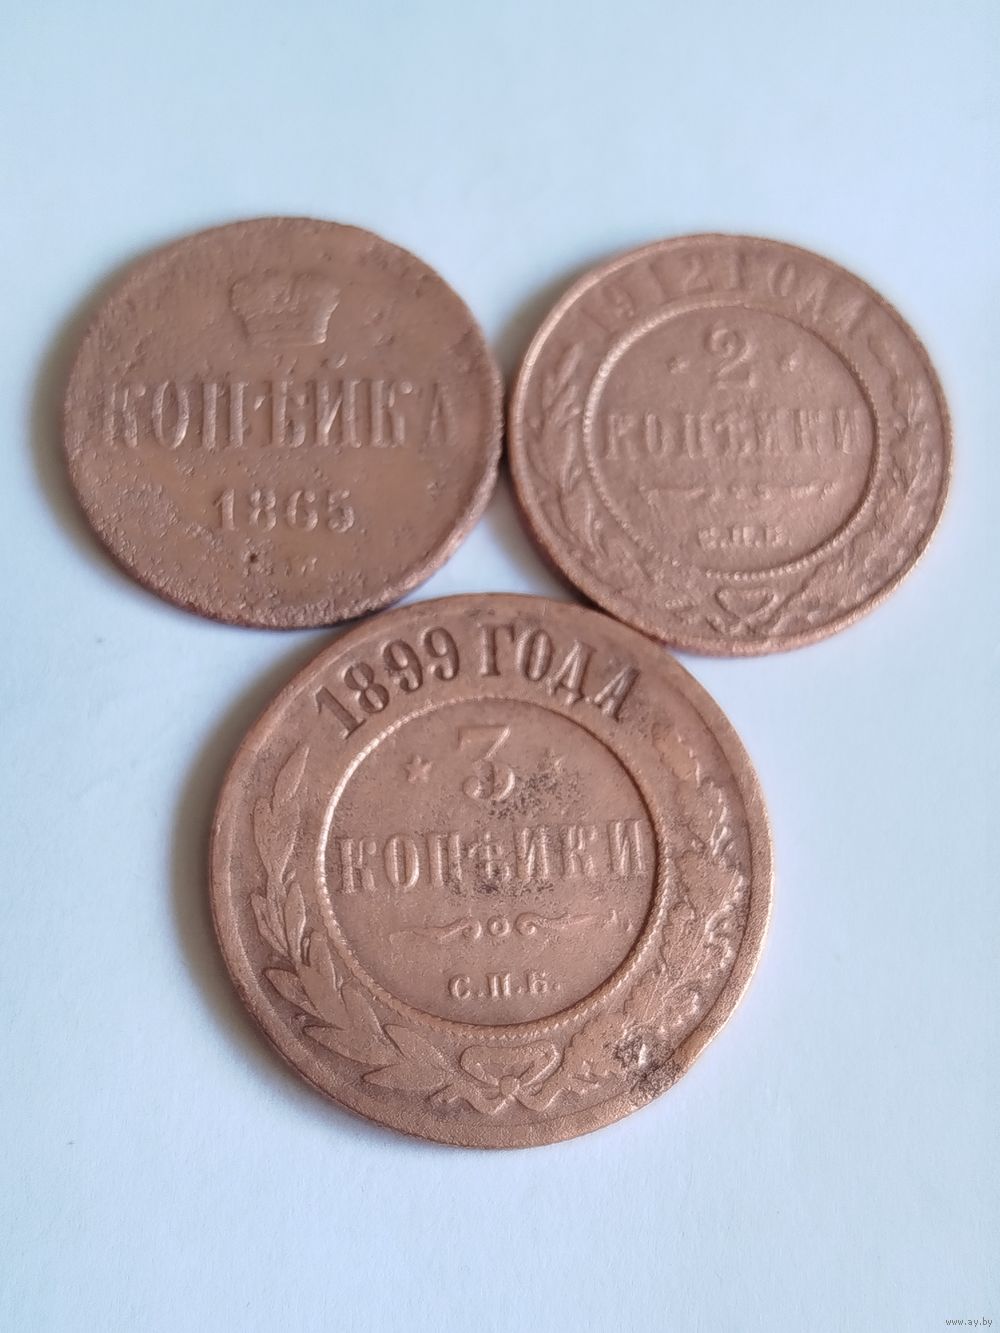 КОПѢЙКА
1865
1912 ГОДА
2
КОПѢЙКИ
С.П.Б.
1899 ГОДА
3
КОПѢЙКИ
С.П.Б.
www.ay.by